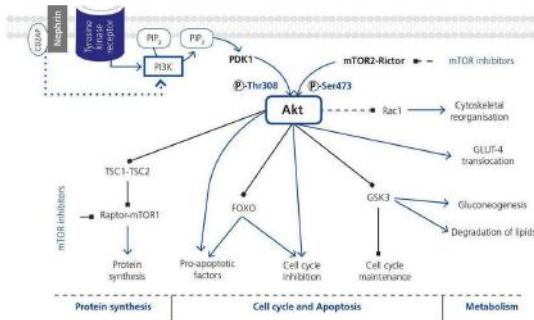 CD2AP
Nephrin
Tyrosine
kinase
receptor
PIP2
PIP2
PI3K
PDK1
mTOR2-Rictor
mTOR inhibitors
P-Thr308
P-Ser473
Akt
Rac1
Cytoskeletal
reorganisation
GLUT-4
translocation
TSC1-TSC2
mTOR inhibitors
Raptor-mTOR1
FOXO
GSK3
Gluconeogenesis
Degradation of lipids
Protein
synthesis
Pro-apoptotic
factors
Cell cycle
inhibition
Cell cycle
maintenance
Protein synthesis
Cell cycle and Apoptosis
Metabolism